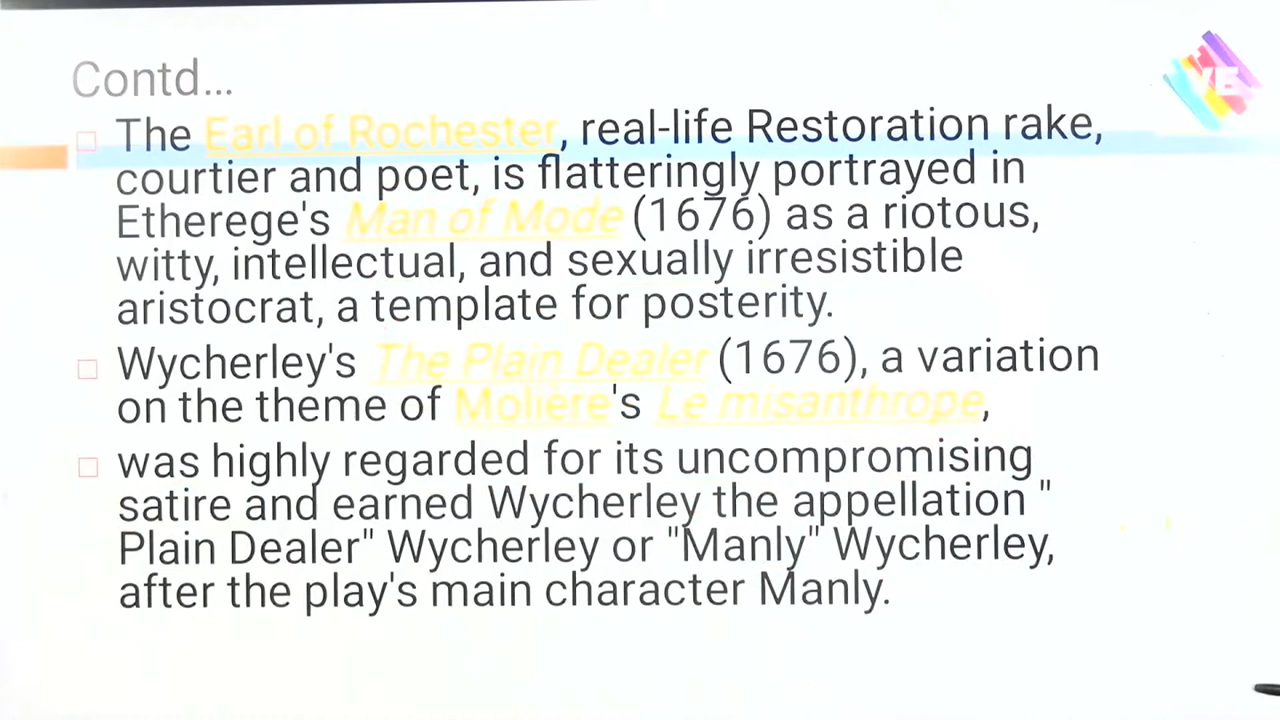 Contd...
YE
The Earl of Rochester, real-life Restoration rake,
courtier and poet, is flatteringly portrayed in
Etherege's Man of Mode (1676) as a riotous,
witty, intellectual, and sexually irresistible
aristocrat, a template for posterity.
Wycherley's The Plain Dealer (1676), a variation
on the theme of Molière's Le misanthrope,
was highly regarded for its uncompromising
satire and earned Wycherley the appellation "
Plain Dealer" Wycherley or "Manly" Wycherley,
after the play's main character Manly.